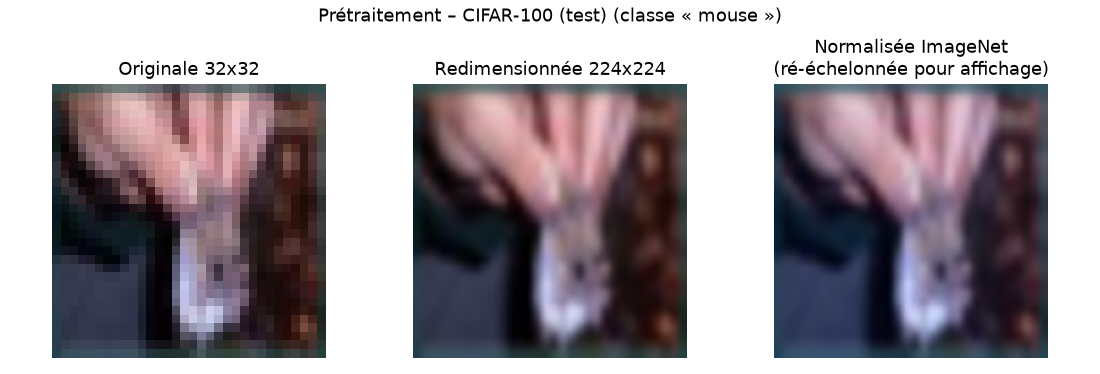 Prétraitement – CIFAR-100 (test) (classe « mouse »)
Originale 32x32
Redimensionnée 224x224
Normalisée ImageNet
(ré-échelonnée pour affichage)